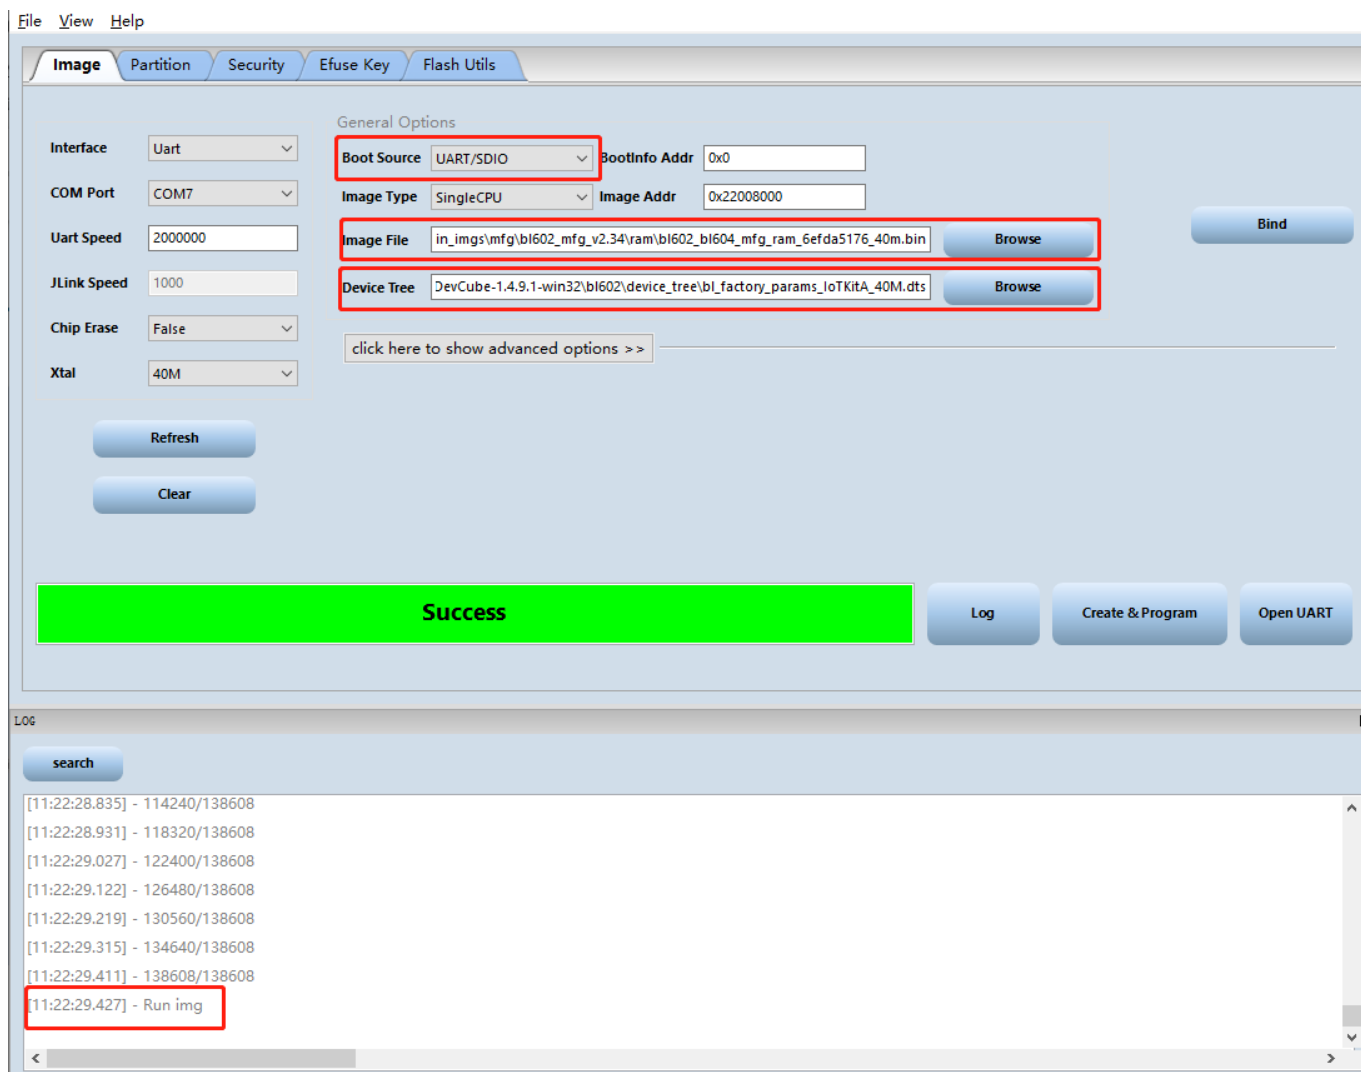 File View Help
Image Partition Security Efuse Key Flash Utils
General Options
Interface Uart
Boot Source UART/SDIO BootInfo Addr 0x0
COM Port COM7
Image Type SingleCPU Image Addr 0x22008000
Bind
Uart Speed 2000000
Image File in_imgs\mfg\bl602_mfg_v2.34\ram\bl602_bl604_mfg_ram_6efda5176_40m.bin Browse
JLink Speed 1000
Device Tree DevCube-1.4.9.1-win32\bl602\device_tree\bl_factory_params_IoTKitA_40M.dts Browse
Chip Erase False
click here to show advanced options >>
Xtal 40M
Refresh
Clear
Success Log Create & Program Open UART
LOG
search
[11:22:28.835] - 114240/138608
[11:22:28.931] - 118320/138608
[11:22:29.027] - 122400/138608
[11:22:29.122] - 126480/138608
[11:22:29.219] - 130560/138608
[11:22:29.315] - 134640/138608
[11:22:29.411] - 138608/138608
[11:22:29.427] - Run img